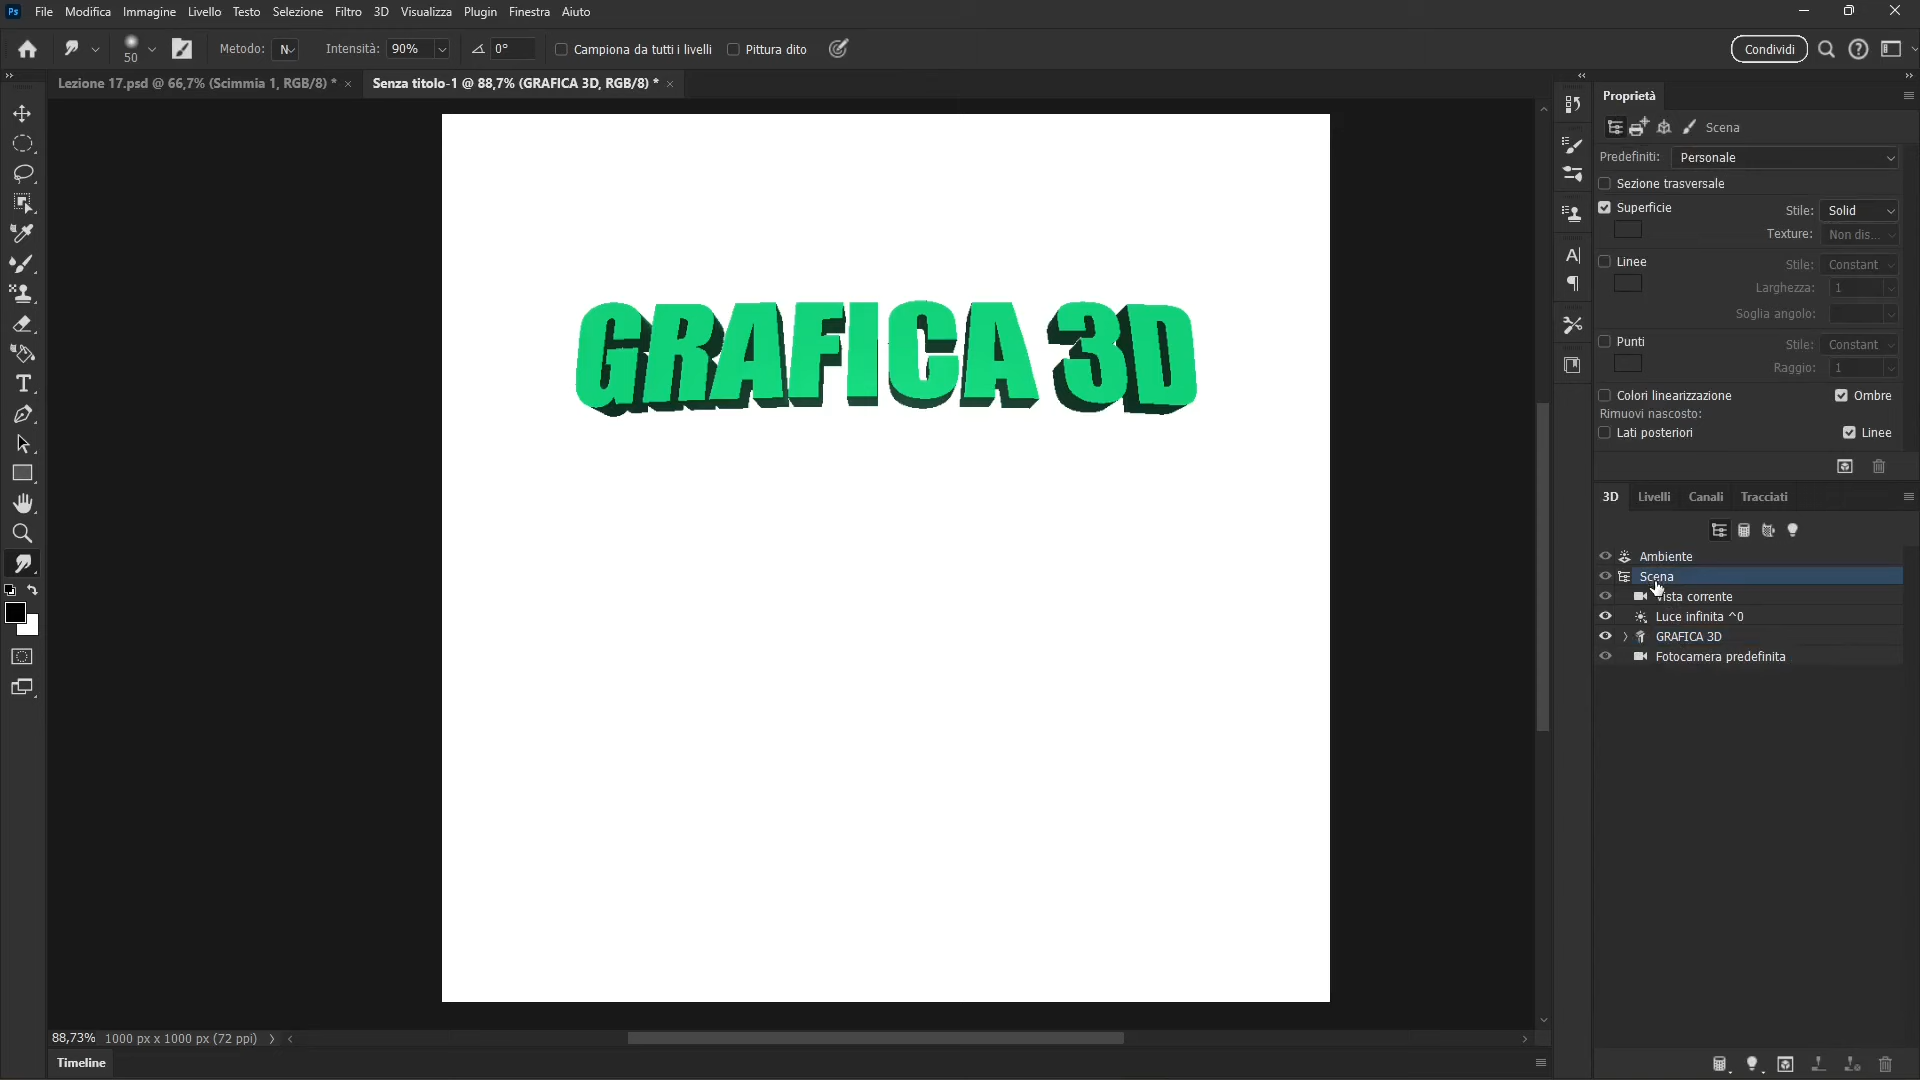 Ps File Modifica Immagine Livello Testo Selezione Filtro 3D Visualizza Plugin Finestra Aiuto
50 Metodo: N Intensità: 90% 0° Campiona da tutti i livelli Pittura dito Condividi
Lezione 17.psd @ 66,7% (Scimmia 1, RGB/8) * × Senza titolo-1 @ 88,7% (GRAFICA 3D, RGB/8) * ×
GRAFICA 3D
88,73% 1000 px x 1000 px (72 ppi)
Timeline
Proprietà
Scena
Predefiniti: Personale
Sezione trasversale
Superficie Stile: Solid
Texture: Non dis...
Linee Stile: Constant
Larghezza: 1
Soglia angolo:
Punti Stile: Constant
Raggio: 1
Colori linearizzazione Ombre
Rimuovi nascosto:
Lati posteriori Linee
3D Livelli Canali Tracciati
Ambiente
Scena
Vista corrente
Luce infinita ^0
GRAFICA 3D
Fotocamera predefinita